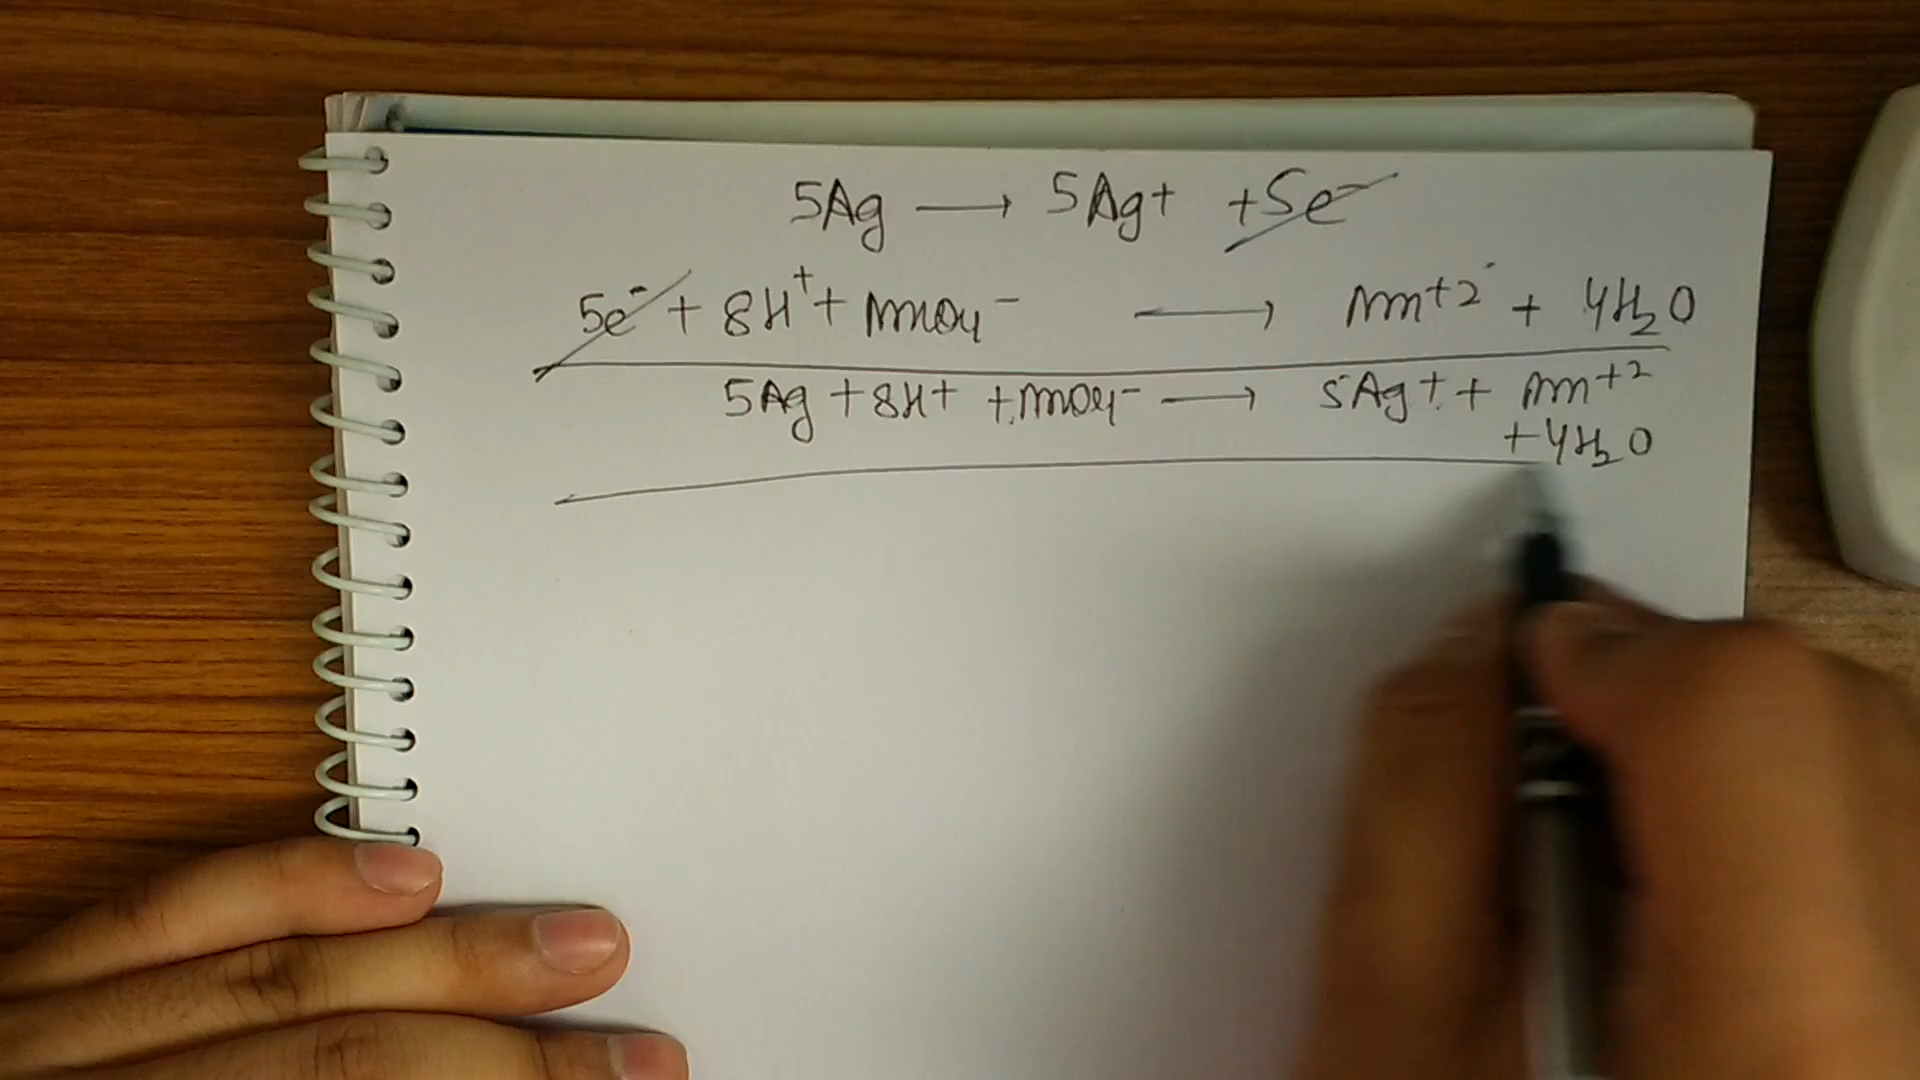 5Ag ⟶ 5Ag+ +5e-
5e- + 8H+ + MnO4- ⟶ Mn+2 + 4H2O
5Ag + 8H+ + MnO4- ⟶ 5Ag+ + Mn+2
+ 4H2O